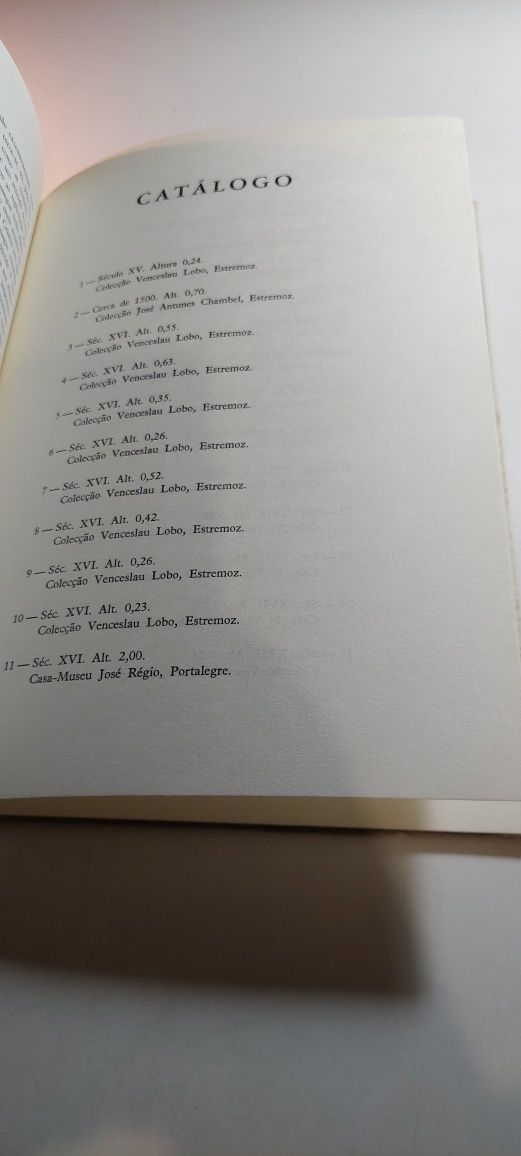 CATÁLOGO
1 — Século XV. Altura 0,24.
Colecção Venceslau Lobo, Estremoz.
2 — Cerca de 1500. Alt. 0,70.
Colecção José Antunes Chambel, Estremoz.
3 — Séc. XVI. Alt. 0,55.
Colecção Venceslau Lobo, Estremoz.
4 — Séc. XVI. Alt. 0,63.
Colecção Venceslau Lobo, Estremoz.
5 — Séc. XVI. Alt. 0,35.
Colecção Venceslau Lobo, Estremoz.
6 — Séc. XVI. Alt. 0,26.
Colecção Venceslau Lobo, Estremoz.
7 — Séc. XVI. Alt. 0,52.
Colecção Venceslau Lobo, Estremoz.
8 — Séc. XVI. Alt. 0,42.
Colecção Venceslau Lobo, Estremoz.
9 — Séc. XVI. Alt. 0,26.
Colecção Venceslau Lobo, Estremoz.
10 — Séc. XVI. Alt. 0,23.
Colecção Venceslau Lobo, Estremoz.
11 — Séc. XVI. Alt. 2,00.
Casa-Museu José Régio, Portalegre.